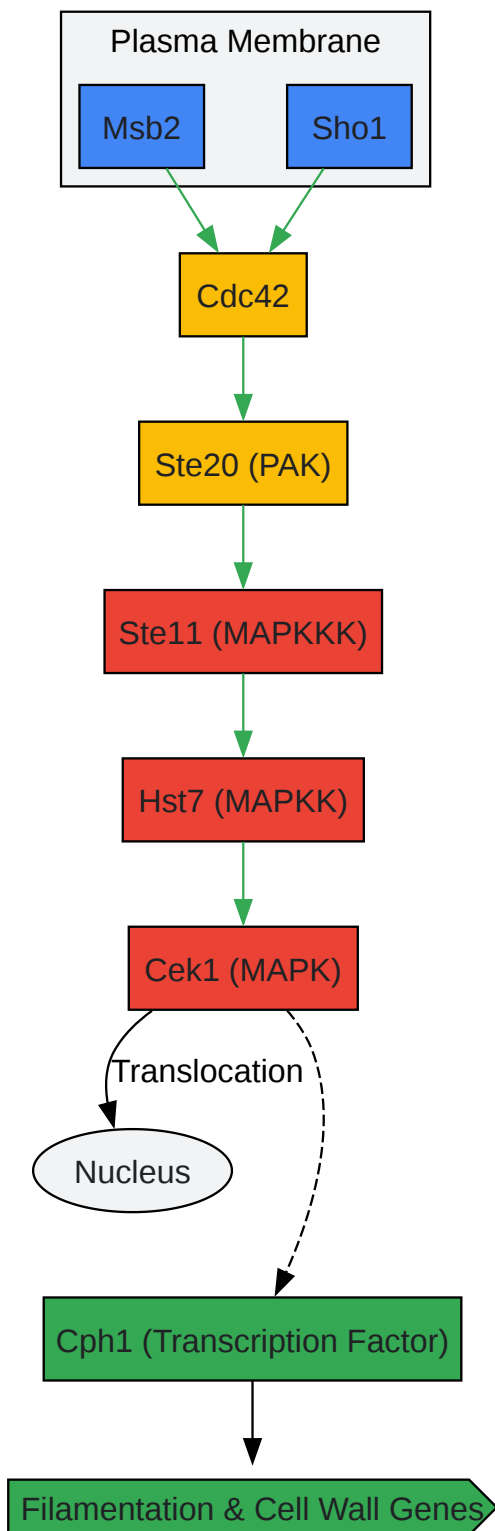 Plasma Membrane
Msb2
Sho1
Cdc42
Ste20 (PAK)
Ste11 (MAPKKK)
Hst7 (MAPKK)
Cek1 (MAPK)
Translocation
Nucleus
Cph1 (Transcription Factor)
Filamentation & Cell Wall Genes